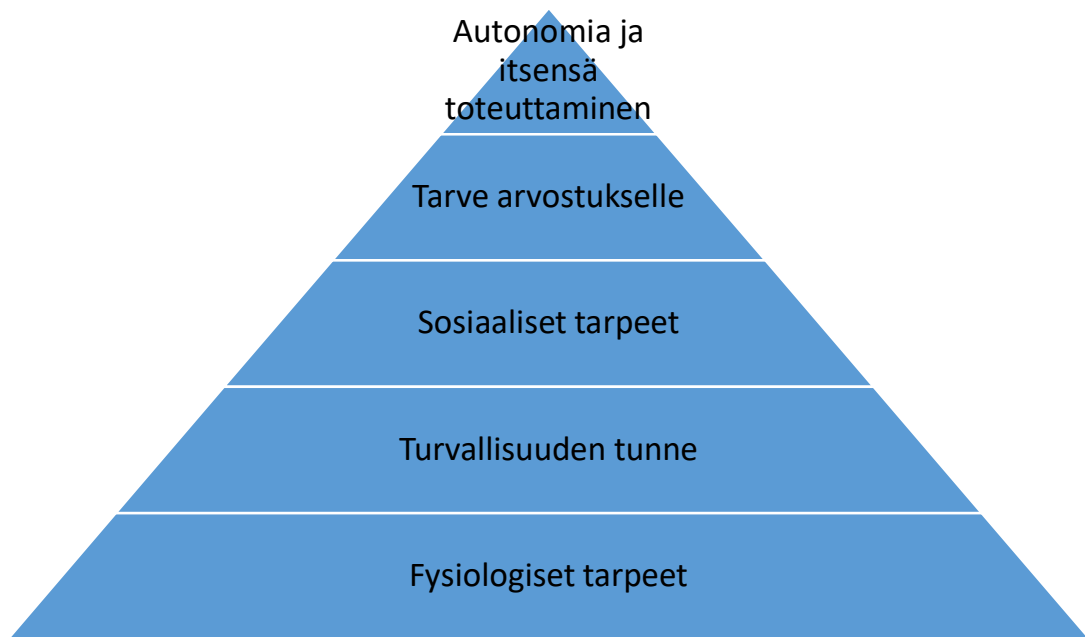 Autonomia ja
itsensä
toteuttaminen
Tarve arvostukselle
Sosiaaliset tarpeet
Turvallisuuden tunne
Fysiologiset tarpeet